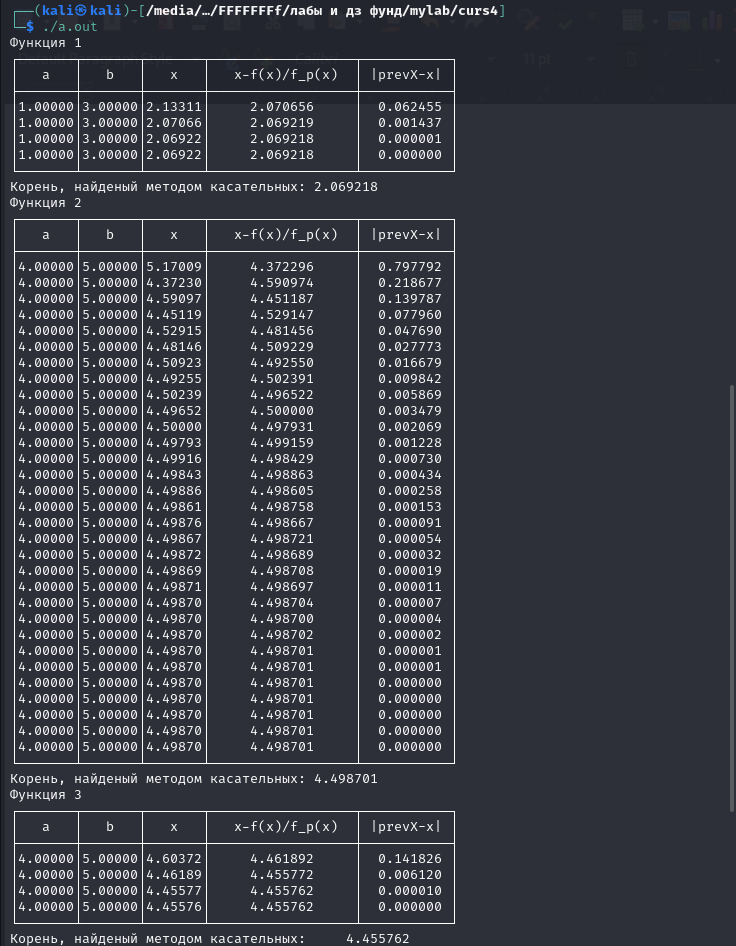 (kali㉿kali)-[/media/…/FFFFFFFf/лабы и дз фунд/mylab/curs4]
$ ./a.out
Функция 1
a b x x-f(x)/f_p(x) |prevX-x|
1.00000 3.00000 2.13311 2.070656 0.062455
1.00000 3.00000 2.07066 2.069219 0.001437
1.00000 3.00000 2.06922 2.069218 0.000001
1.00000 3.00000 2.06922 2.069218 0.000000
Корень, найденый методом касательных: 2.069218
Функция 2
a b x x-f(x)/f_p(x) |prevX-x|
4.00000 5.00000 5.17009 4.372296 0.797792
4.00000 5.00000 4.37230 4.590974 0.218677
4.00000 5.00000 4.59097 4.451187 0.139787
4.00000 5.00000 4.45119 4.529147 0.077960
4.00000 5.00000 4.52915 4.481456 0.047690
4.00000 5.00000 4.48146 4.509229 0.027773
4.00000 5.00000 4.50923 4.492550 0.016679
4.00000 5.00000 4.49255 4.502391 0.009842
4.00000 5.00000 4.50239 4.496522 0.005869
4.00000 5.00000 4.49652 4.500000 0.003479
4.00000 5.00000 4.50000 4.497931 0.002069
4.00000 5.00000 4.49793 4.499159 0.001228
4.00000 5.00000 4.49916 4.498429 0.000730
4.00000 5.00000 4.49843 4.498863 0.000434
4.00000 5.00000 4.49886 4.498605 0.000258
4.00000 5.00000 4.49861 4.498758 0.000153
4.00000 5.00000 4.49876 4.498667 0.000091
4.00000 5.00000 4.49867 4.498721 0.000054
4.00000 5.00000 4.49872 4.498689 0.000032
4.00000 5.00000 4.49869 4.498708 0.000019
4.00000 5.00000 4.49871 4.498697 0.000011
4.00000 5.00000 4.49870 4.498704 0.000007
4.00000 5.00000 4.49870 4.498700 0.000004
4.00000 5.00000 4.49870 4.498702 0.000002
4.00000 5.00000 4.49870 4.498701 0.000001
4.00000 5.00000 4.49870 4.498701 0.000001
4.00000 5.00000 4.49870 4.498701 0.000000
4.00000 5.00000 4.49870 4.498701 0.000000
4.00000 5.00000 4.49870 4.498701 0.000000
4.00000 5.00000 4.49870 4.498701 0.000000
4.00000 5.00000 4.49870 4.498701 0.000000
Корень, найденый методом касательных: 4.498701
Функция 3
a b x x-f(x)/f_p(x) |prevX-x|
4.00000 5.00000 4.60372 4.461892 0.141826
4.00000 5.00000 4.46189 4.455772 0.006120
4.00000 5.00000 4.45577 4.455762 0.000010
4.00000 5.00000 4.45576 4.455762 0.000000
Корень, найденый методом касательных: 4.455762